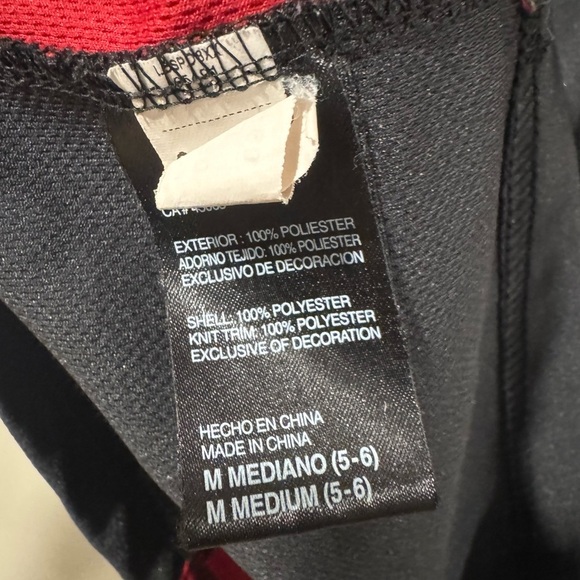 EXTERIOR : 100% POLIESTER
ADORNO TEJIDO: 100% POLIESTER
EXCLUSIVO DE DECORACION
SHELL: 100% POLYESTER
KNIT TRIM: 100% POLYESTER
EXCLUSIVE OF DECORATION
HECHO EN CHINA
MADE IN CHINA
M MEDIANO (5-6)
M MEDIUM (5-6)